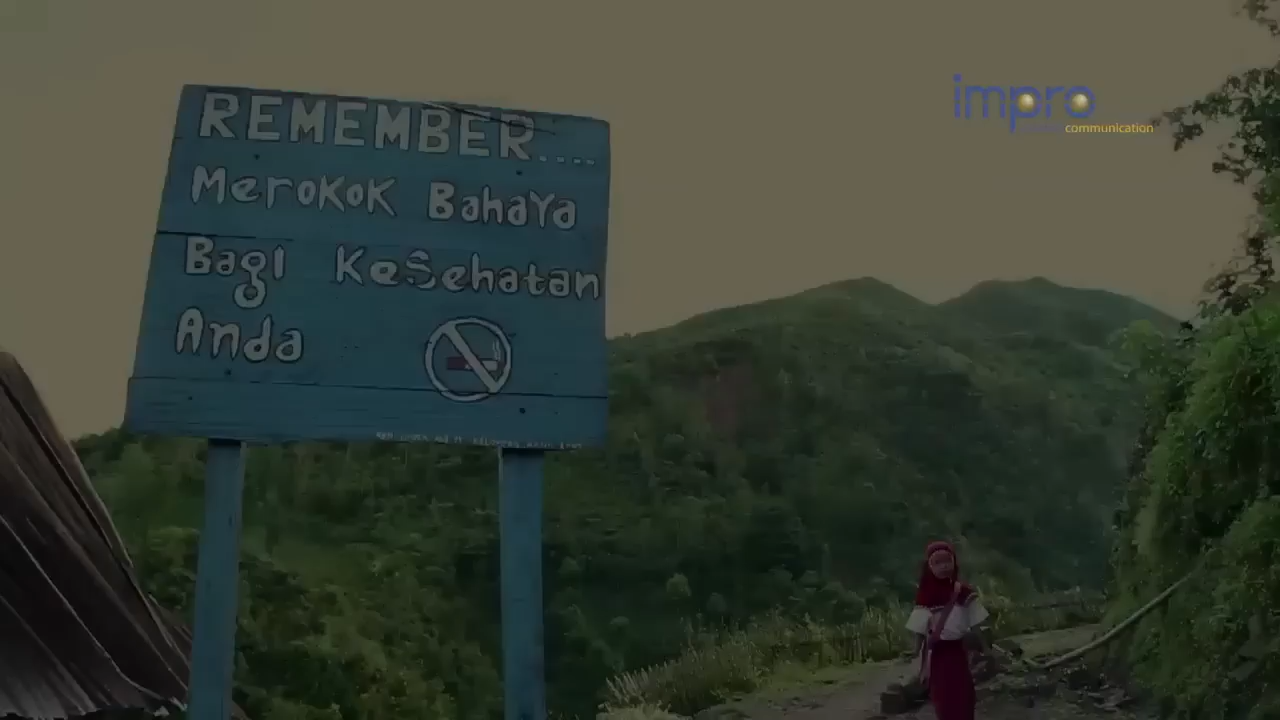 REMEMBER....
Merokok Bahaya
Bagi Kesehatan
Anda
impro
communication